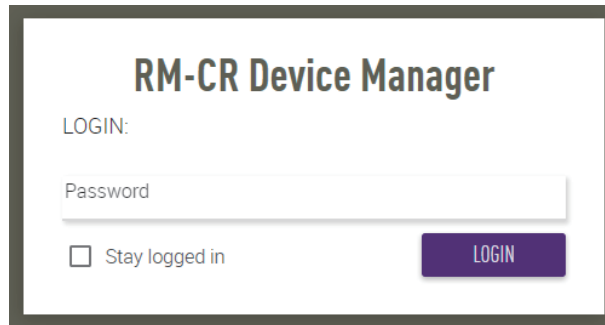 RM-CR Device Manager
LOGIN:
Password
Stay logged in
LOGIN